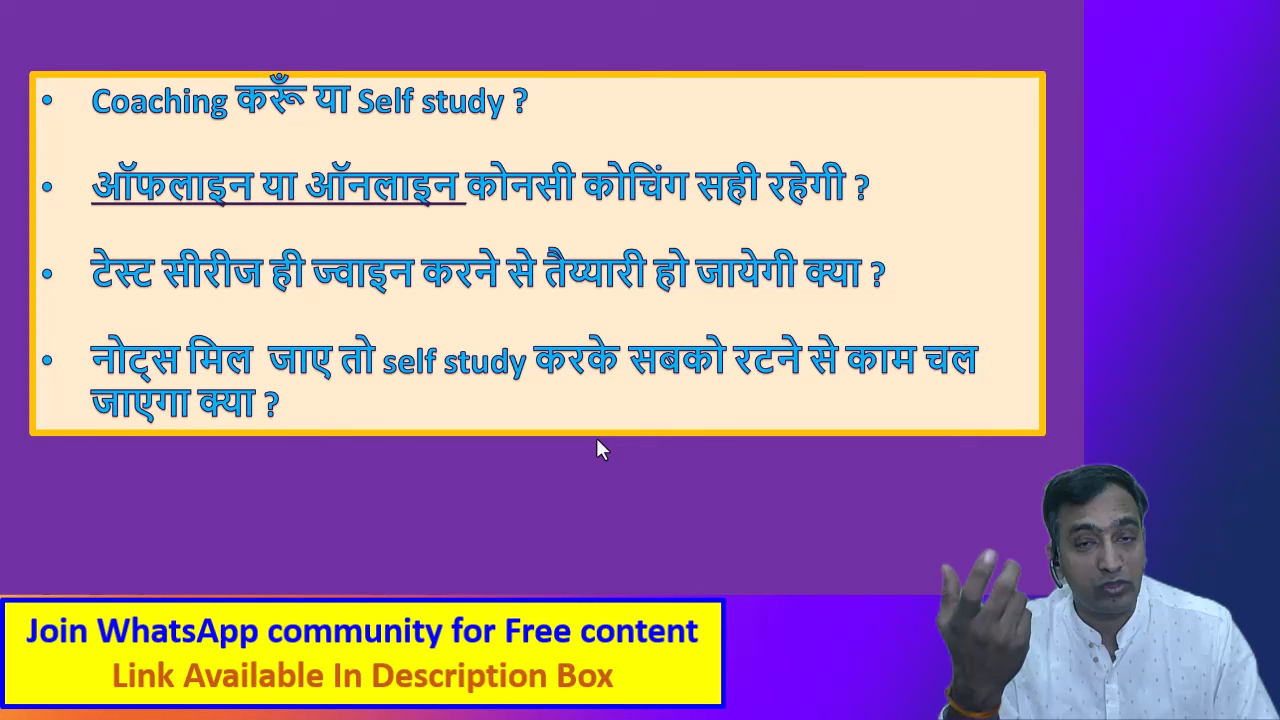 • Coaching करूँ या Self study ?
• ऑफलाइन या ऑनलाइन कोनसी कोचिंग सही रहेगी ?
• टेस्ट सीरीज ही ज्वाइन करने से तैय्यारी हो जायेगी क्या ?
• नोट्स मिल जाए तो self study करके सबको रटने से काम चल
जाएगा क्या ?
Join WhatsApp community for Free content
Link Available In Description Box